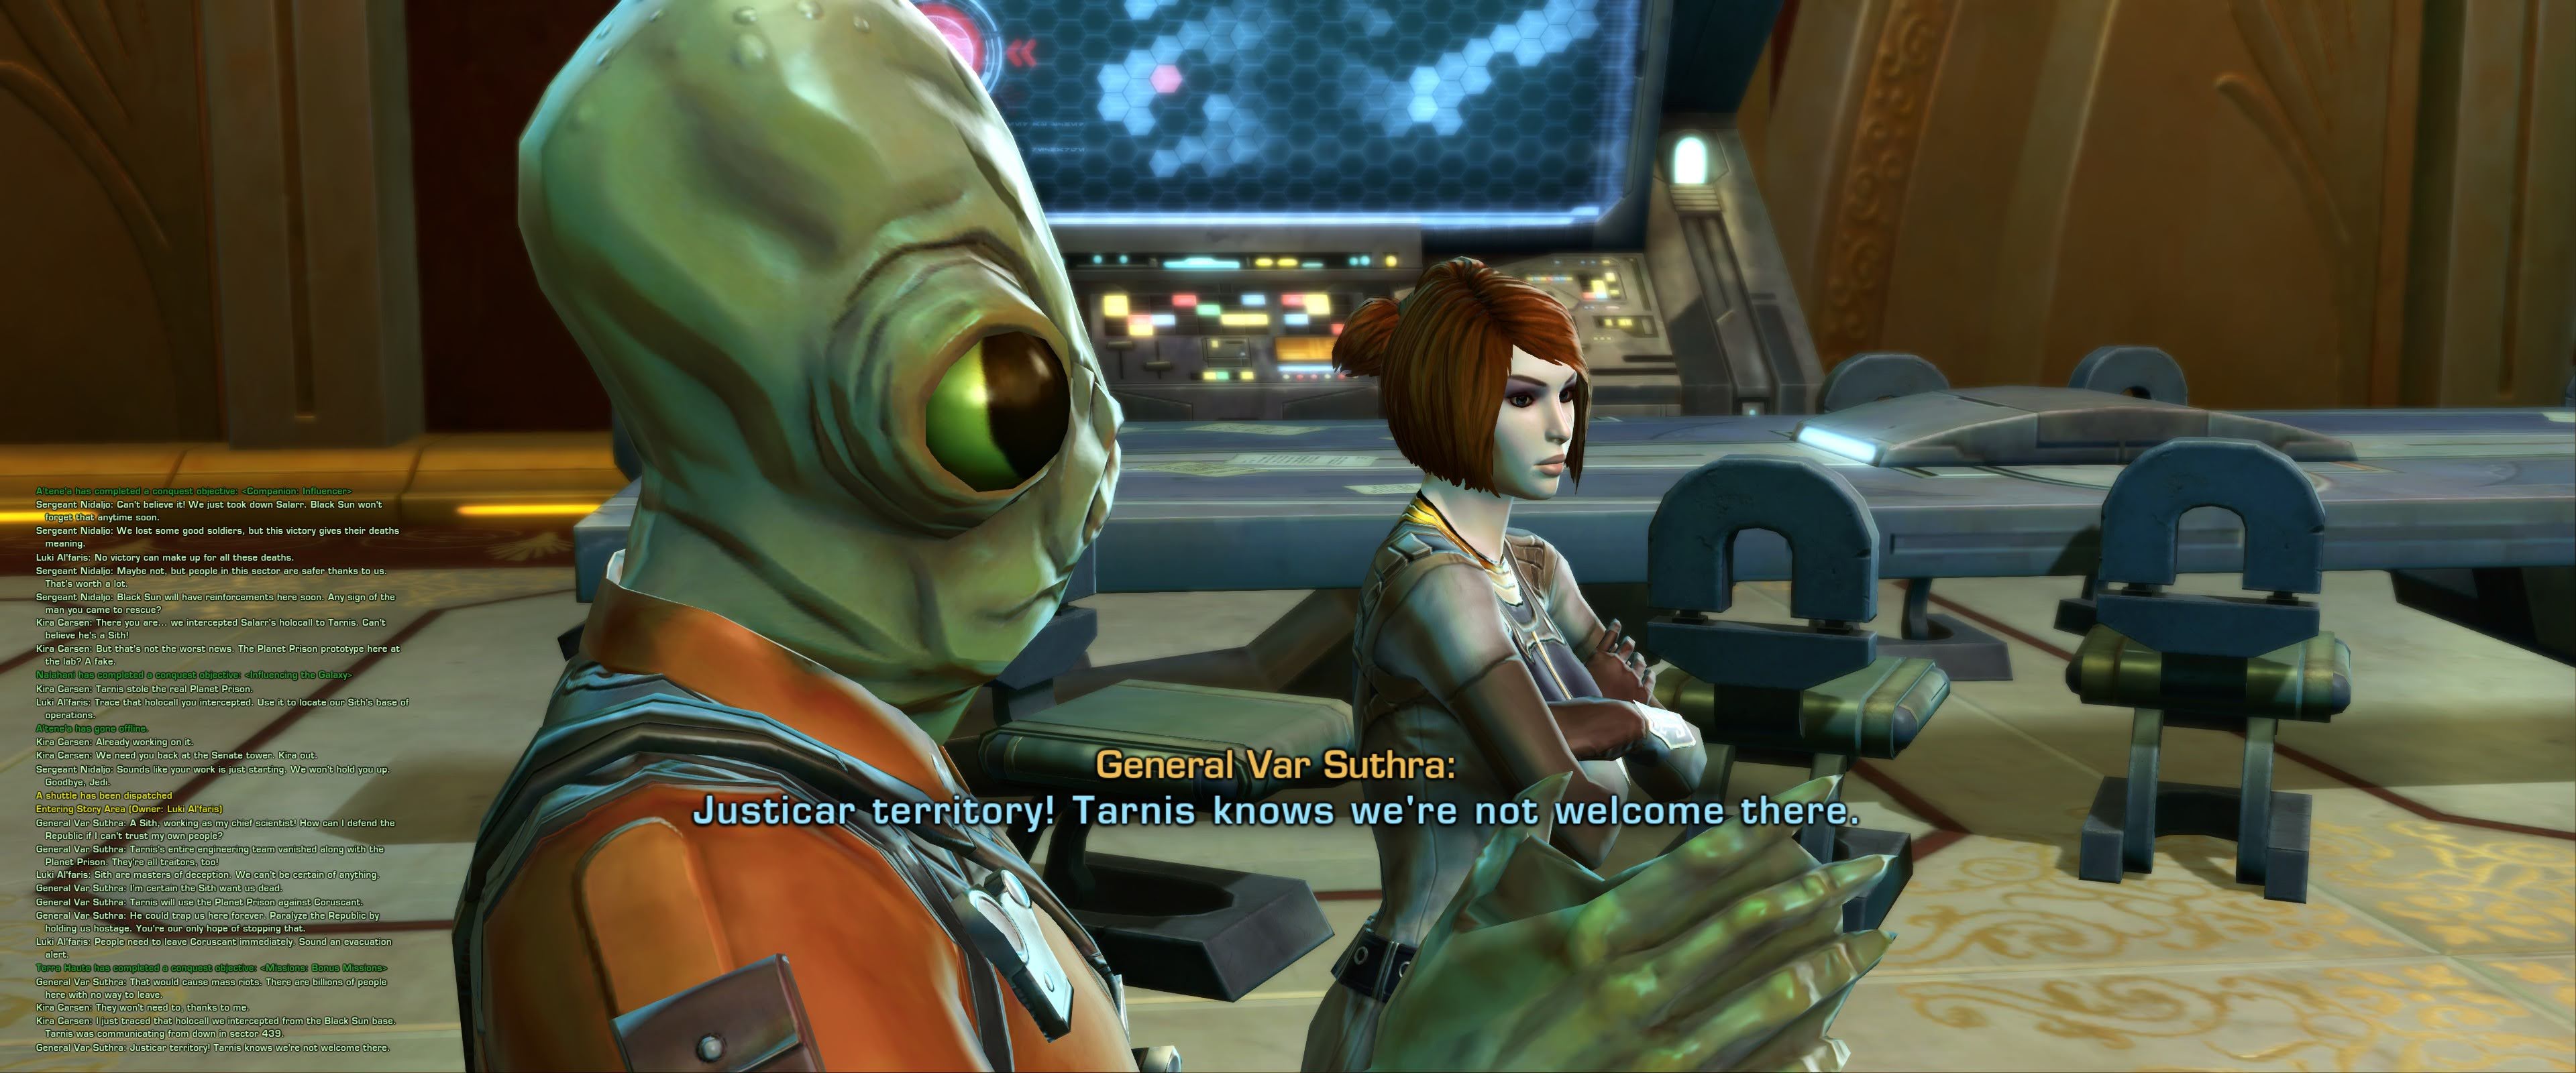 A'tene'a has completed a conquest objective: <Companion: Influencer>
Sergeant Nidaljo: Can't believe it! We just took down Salarr. Black Sun won't
forget that anytime soon.
Sergeant Nidaljo: We lost some good soldiers, but this victory gives their deaths
meaning.
Luki Al'faris: No victory can make up for all these deaths.
Sergeant Nidaljo: Maybe not, but people in this sector are safer thanks to us.
That's worth a lot.
Sergeant Nidaljo: Black Sun will have reinforcements here soon. Any sign of the
man you came to rescue?
Kira Carsen: There you are... we intercepted Salarr's holocall to Tarnis. Can't
believe he's a Sith!
Kira Carsen: But that's not the worst news. The Planet Prison prototype here at
the lab? A fake.
Nalahani has completed a conquest objective: <Influencing the Galaxy>
Kira Carsen: Tarnis stole the real Planet Prison.
Luki Al'faris: Trace that holocall you intercepted. Use it to locate our Sith's base of
operations.
A'tene'a has gone offline.
Kira Carsen: Already working on it.
Kira Carsen: We need you back at the Senate tower. Kira out.
Sergeant Nidaljo: Sounds like your work is just starting. We won't hold you up.
Goodbye, Jedi.
A shuttle has been dispatched
Entering Story Area (Owner: Luki Al'faris)
General Var Suthra: A Sith, working as my chief scientist! How can I defend the
Republic if I can't trust my own people?
General Var Suthra: Tarnis's entire engineering team vanished along with the
Planet Prison. They're all traitors, too!
Luki Al'faris: Sith are masters of deception. We can't be certain of anything.
General Var Suthra: I'm certain the Sith want us dead.
General Var Suthra: Tarnis will use the Planet Prison against Coruscant.
General Var Suthra: He could trap us here forever. Paralyze the Republic by
holding us hostage. You're our only hope of stopping that.
Luki Al'faris: People need to leave Coruscant immediately. Sound an evacuation
alert.
Terra Haute has completed a conquest objective: <Missions: Bonus Missions>
General Var Suthra: That would cause mass riots. There are billions of people
here with no way to leave.
Kira Carsen: They won't need to, thanks to me.
Kira Carsen: I just traced that holocall we intercepted from the Black Sun base.
Tarnis was communicating from down in sector 439.
General Var Suthra: Justicar territory! Tarnis knows we're not welcome there.
General Var Suthra:
Justicar territory! Tarnis knows we're not welcome there.